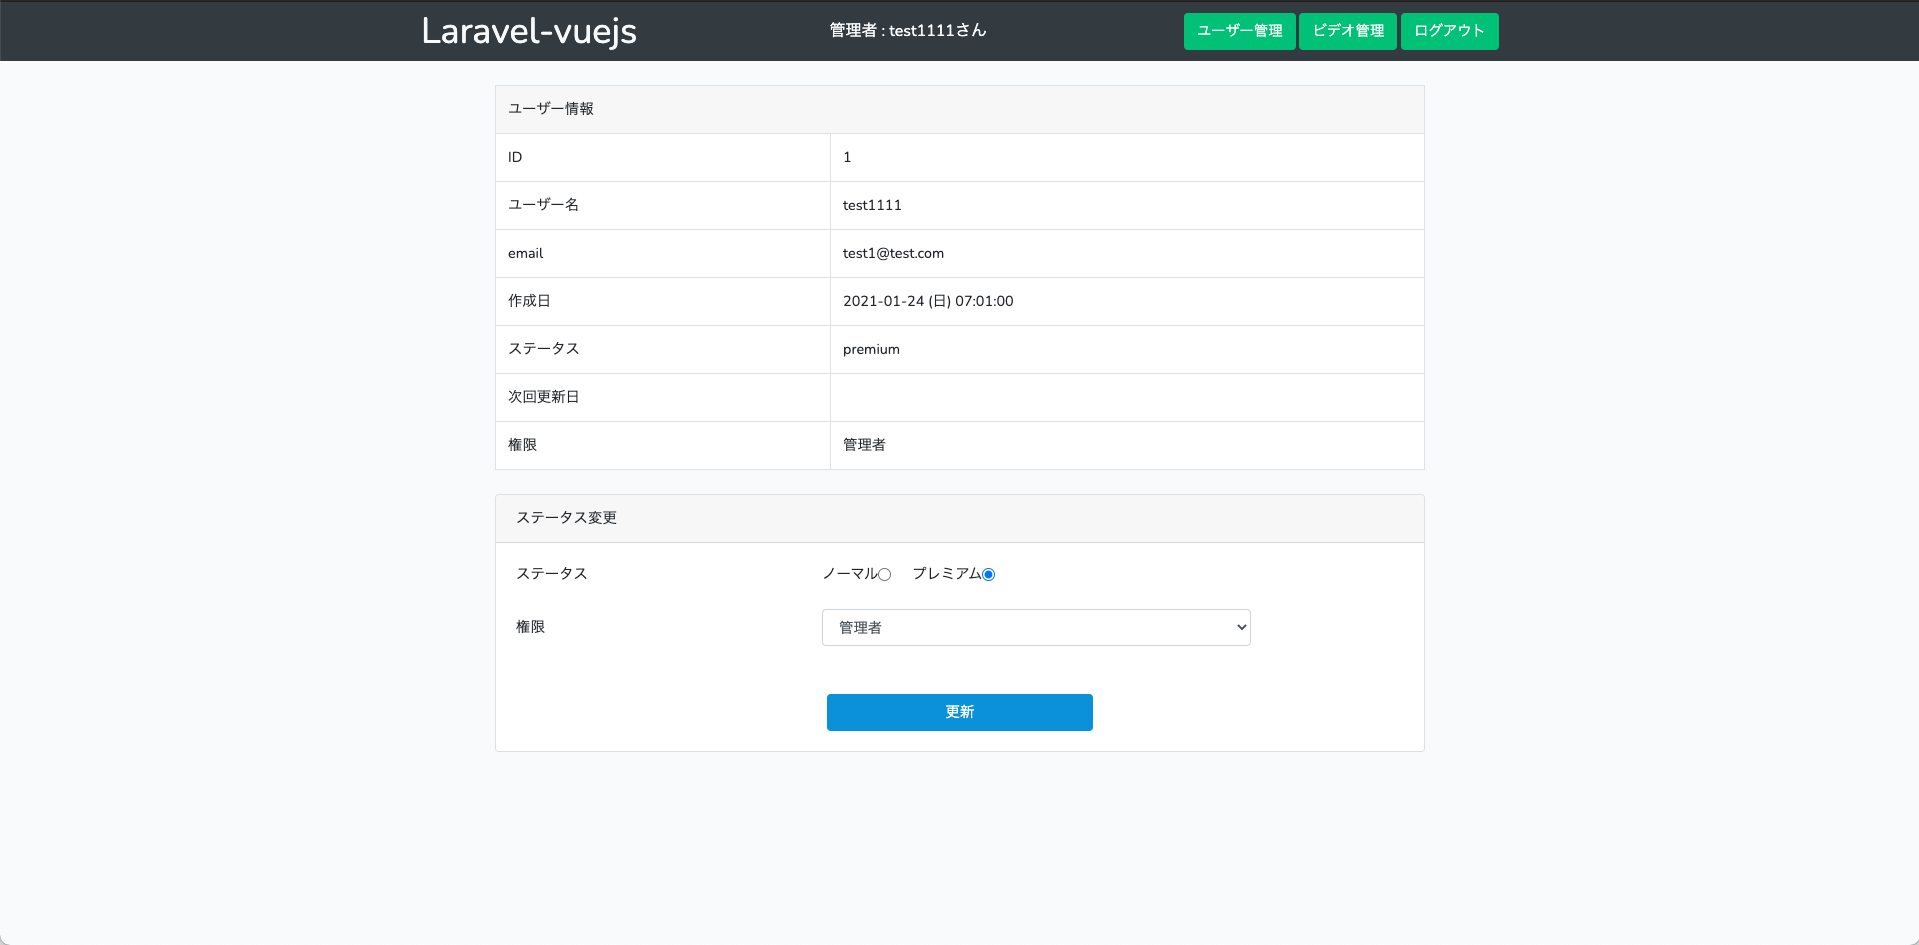 Laravel-vuejs 管理者 : test1111さん ユーザー管理 ビデオ管理 ログアウト
ユーザー情報
ID 1
ユーザー名 test1111
email test1@test.com
作成日 2021-01-24 (日) 07:01:00
ステータス premium
次回更新日
権限 管理者
ステータス変更
ステータス ノーマル プレミアム
権限 管理者
更新